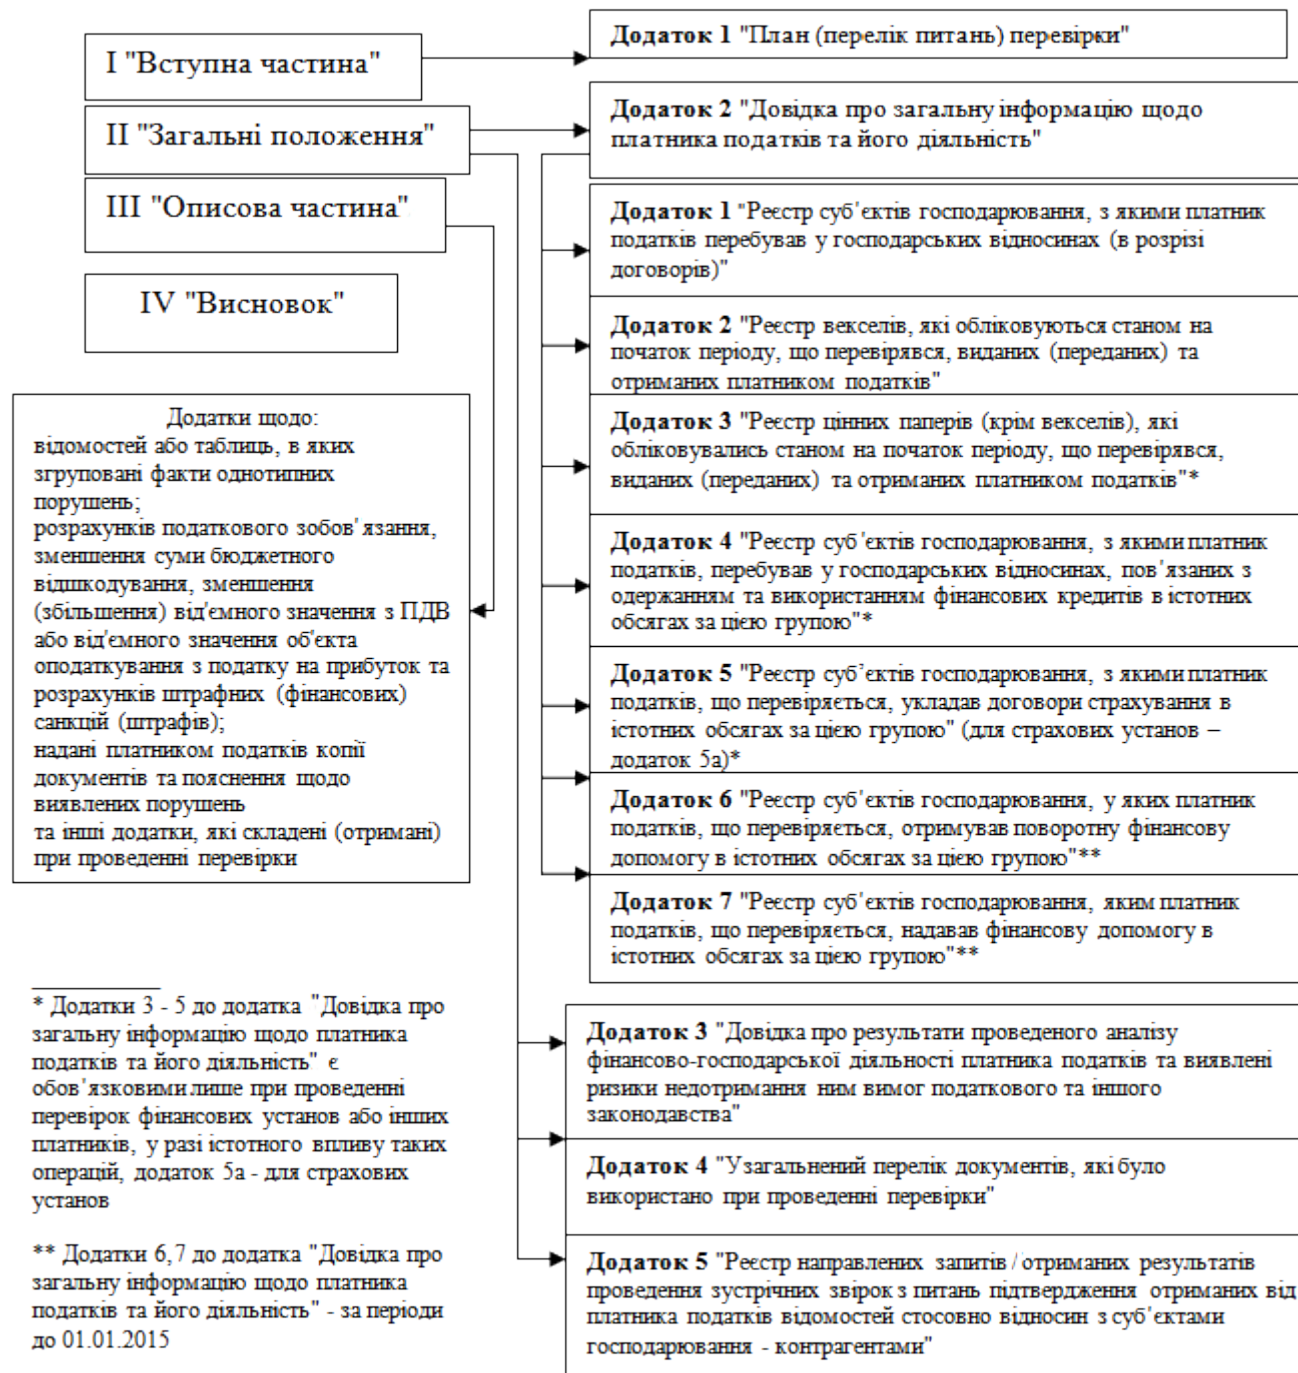 I "Вступна частина"
II "Загальні положення"
III "Описова частина"
IV "Висновок"
Додатки щодо:
відомостей або таблиць, в яких
згруповані факти однотипних
порушень;
розрахунків податкового зобов'язання,
зменшення суми бюджетного
відшкодування, зменшення
(збільшення) від'ємного значення з ПДВ
або від'ємного значення об'єкта
оподаткування з податку на прибуток та
розрахунків штрафних (фінансових)
санкцій (штрафів);
надані платником податків копії
документів та пояснення щодо
виявлених порушень
та інші додатки, які складені (отримані)
при проведенні перевірки
* Додатки 3 - 5 до додатка "Довідка про
загальну інформацію щодо платника
податків та його діяльність" є
обов'язковими лише при проведенні
перевірок фінансових установ або інших
платників, у разі істотного впливу таких
операцій, додаток 5а - для страхових
установ
** Додатки 6,7 до додатка "Довідка про
загальну інформацію щодо платника
податків та його діяльність" - за періоди
до 01.01.2015
Додаток 1 "План (перелік питань) перевірки"
Додаток 2 "Довідка про загальну інформацію щодо
платника податків та його діяльність"
Додаток 1 "Реєстр суб'єктів господарювання, з якими платник
податків перебував у господарських відносинах (в розрізі
договорів)"
Додаток 2 "Реєстр векселів, які обліковуються станом на
початок періоду, що перевірявся, виданих (переданих) та
отриманих платником податків"
Додаток 3 "Реєстр цінних паперів (крім векселів), які
обліковувались станом на початок періоду, що перевірявся,
виданих (переданих) та отриманих платником податків"*
Додаток 4 "Реєстр суб'єктів господарювання, з якими платник
податків, перебував у господарських відносинах, пов'язаних з
одержанням та використанням фінансових кредитів в істотних
обсягах за цією групою"*
Додаток 5 "Реєстр суб'єктів господарювання, з якими платник
податків, що перевіряється, укладав договори страхування в
істотних обсягах за цією групою" (для страхових установ –
додаток 5а)*
Додаток 6 "Реєстр суб'єктів господарювання, у яких платник
податків, що перевіряється, отримував поворотну фінансову
допомогу в істотних обсягах за цією групою"**
Додаток 7 "Реєстр суб'єктів господарювання, яким платник
податків, що перевіряється, надавав фінансову допомогу в
істотних обсягах за цією групою"**
Додаток 3 "Довідка про результати проведеного аналізу
фінансово-господарської діяльності платника податків та виявлені
ризики недотримання ним вимог податкового та іншого
законодавства"
Додаток 4 "Узагальнений перелік документів, які було
використано при проведенні перевірки"
Додаток 5 "Реєстр направлених запитів / отриманих результатів
проведення зустрічних звірок з питань підтвердження отриманих від
платника податків відомостей стосовно відносин з суб'єктами
господарювання - контрагентами"